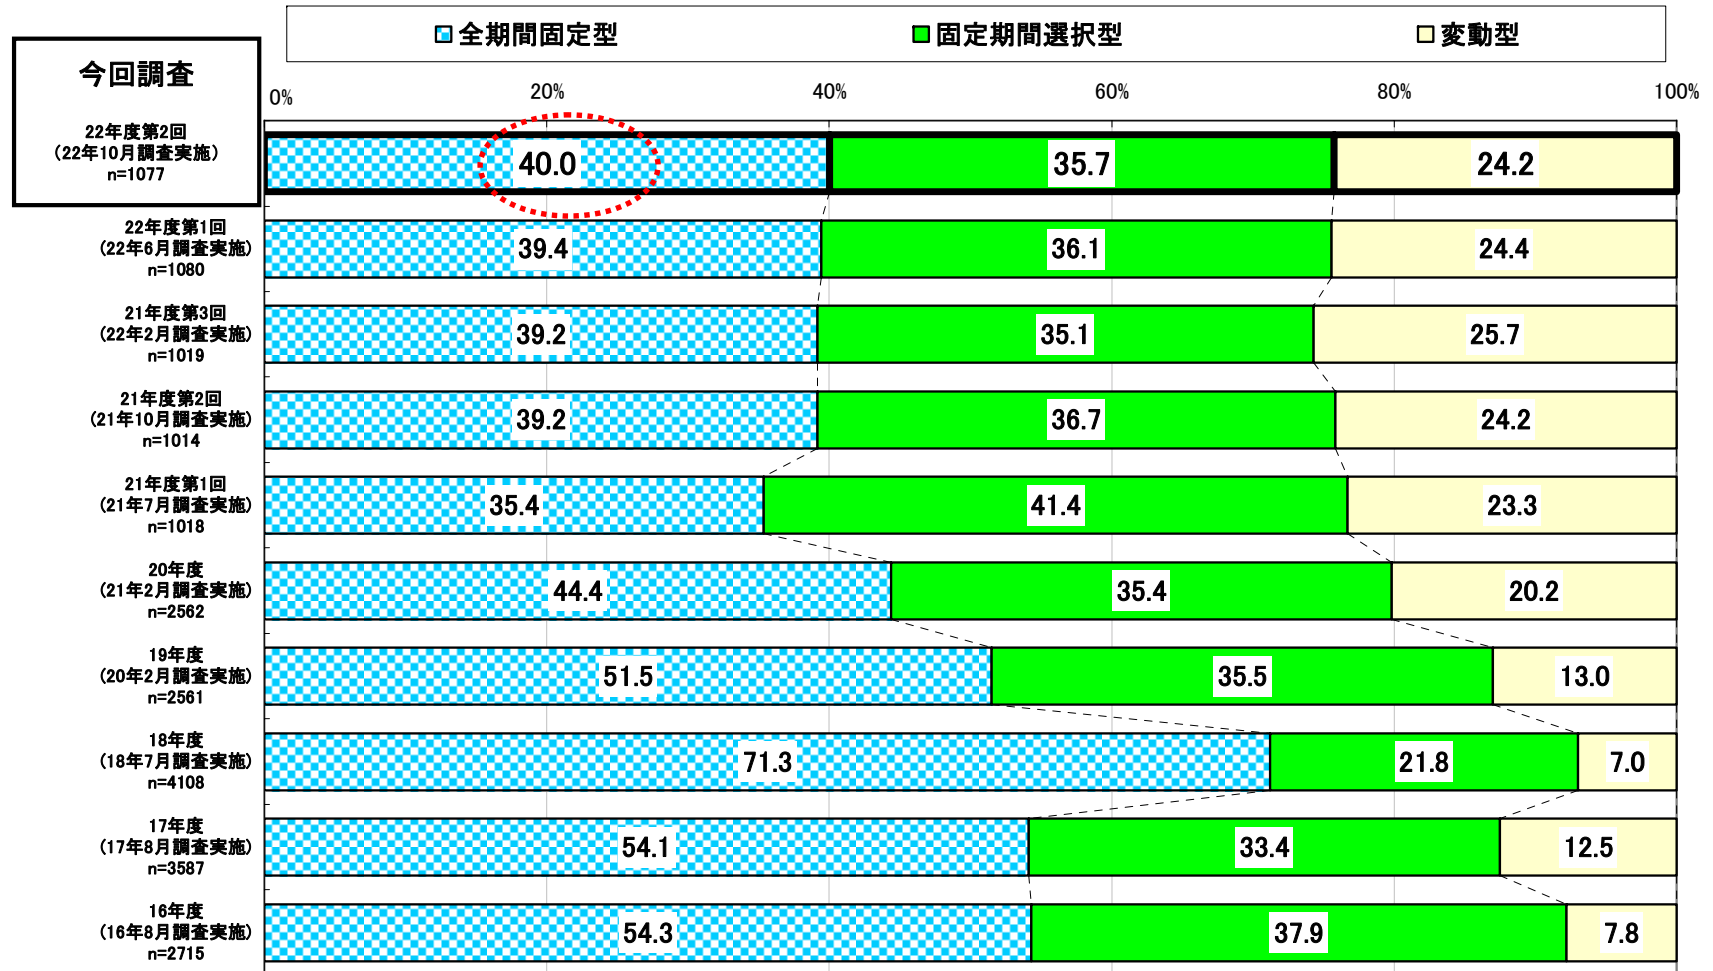 全期間固定型 固定期間選択型 変動型
今回調査
0% 20% 40% 60% 80% 100%
22年度第2回
(22年10月調査実施)
n=1077
40.0 35.7 24.2
22年度第1回
(22年6月調査実施)
n=1080
39.4 36.1 24.4
21年度第3回
(22年2月調査実施)
n=1019
39.2 35.1 25.7
21年度第2回
(21年10月調査実施)
n=1014
39.2 36.7 24.2
21年度第1回
(21年7月調査実施)
n=1018
35.4 41.4 23.3
20年度
(21年2月調査実施)
n=2562
44.4 35.4 20.2
19年度
(20年2月調査実施)
n=2561
51.5 35.5 13.0
18年度
(18年7月調査実施)
n=4108
71.3 21.8 7.0
17年度
(17年8月調査実施)
n=3587
54.1 33.4 12.5
16年度
(16年8月調査実施)
n=2715
54.3 37.9 7.8